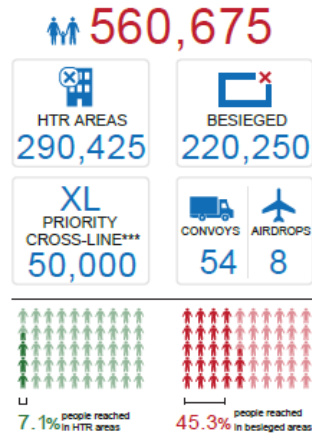 560,675
HTR AREAS
290,425
BESIEGED
220,250
XL
PRIORITY
CROSS-LINE***
50,000
CONVOYS
54
AIRDROPS
8
7.1% people reached
in HTR areas
45.3% people reached
in besieged areas